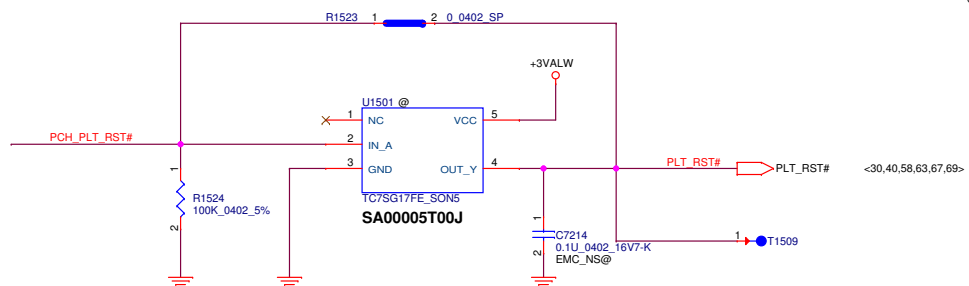 R1523 1 2 0_0402_SP
+3VALW
U1501 @
1 NC VCC 5
PCH_PLT_RST# 2 IN_A
3 GND OUT_Y 4 PLT_RST# PLT_RST# <30,40,58,63,67,69>
TC7SG17FE_SON5
SA00005T00J
1
R1524
100K_0402_5%
2
1
C7214
0.1U_0402_16V7-K
EMC_NS@
2
1 T1509